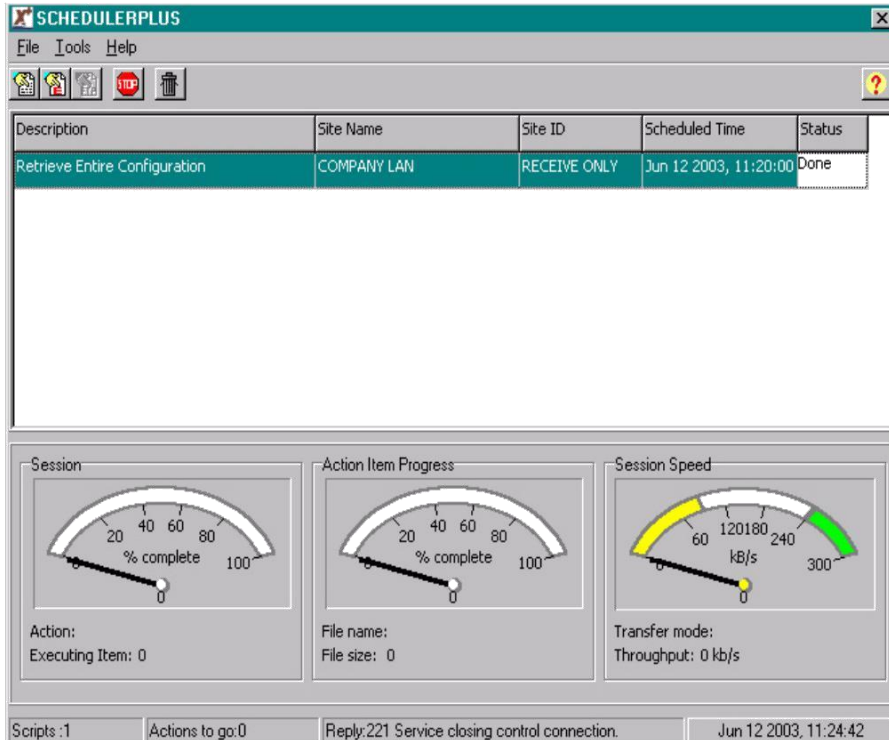 SCHEDULERPLUS
File Tools Help
STOP
?
Description Site Name Site ID Scheduled Time Status
Retrieve Entire Configuration COMPANY LAN RECEIVE ONLY Jun 12 2003, 11:20:00 Done
Session
0 20 40 60 80 100
% complete
0
Action:
Executing Item: 0
Action Item Progress
0 20 40 60 80 100
% complete
0
File name:
File size: 0
Session Speed
0 60 120 180 240 300
kB/s
0
Transfer mode:
Throughput: 0 kb/s
Scripts :1 Actions to go:0 Reply:221 Service closing control connection. Jun 12 2003, 11:24:42